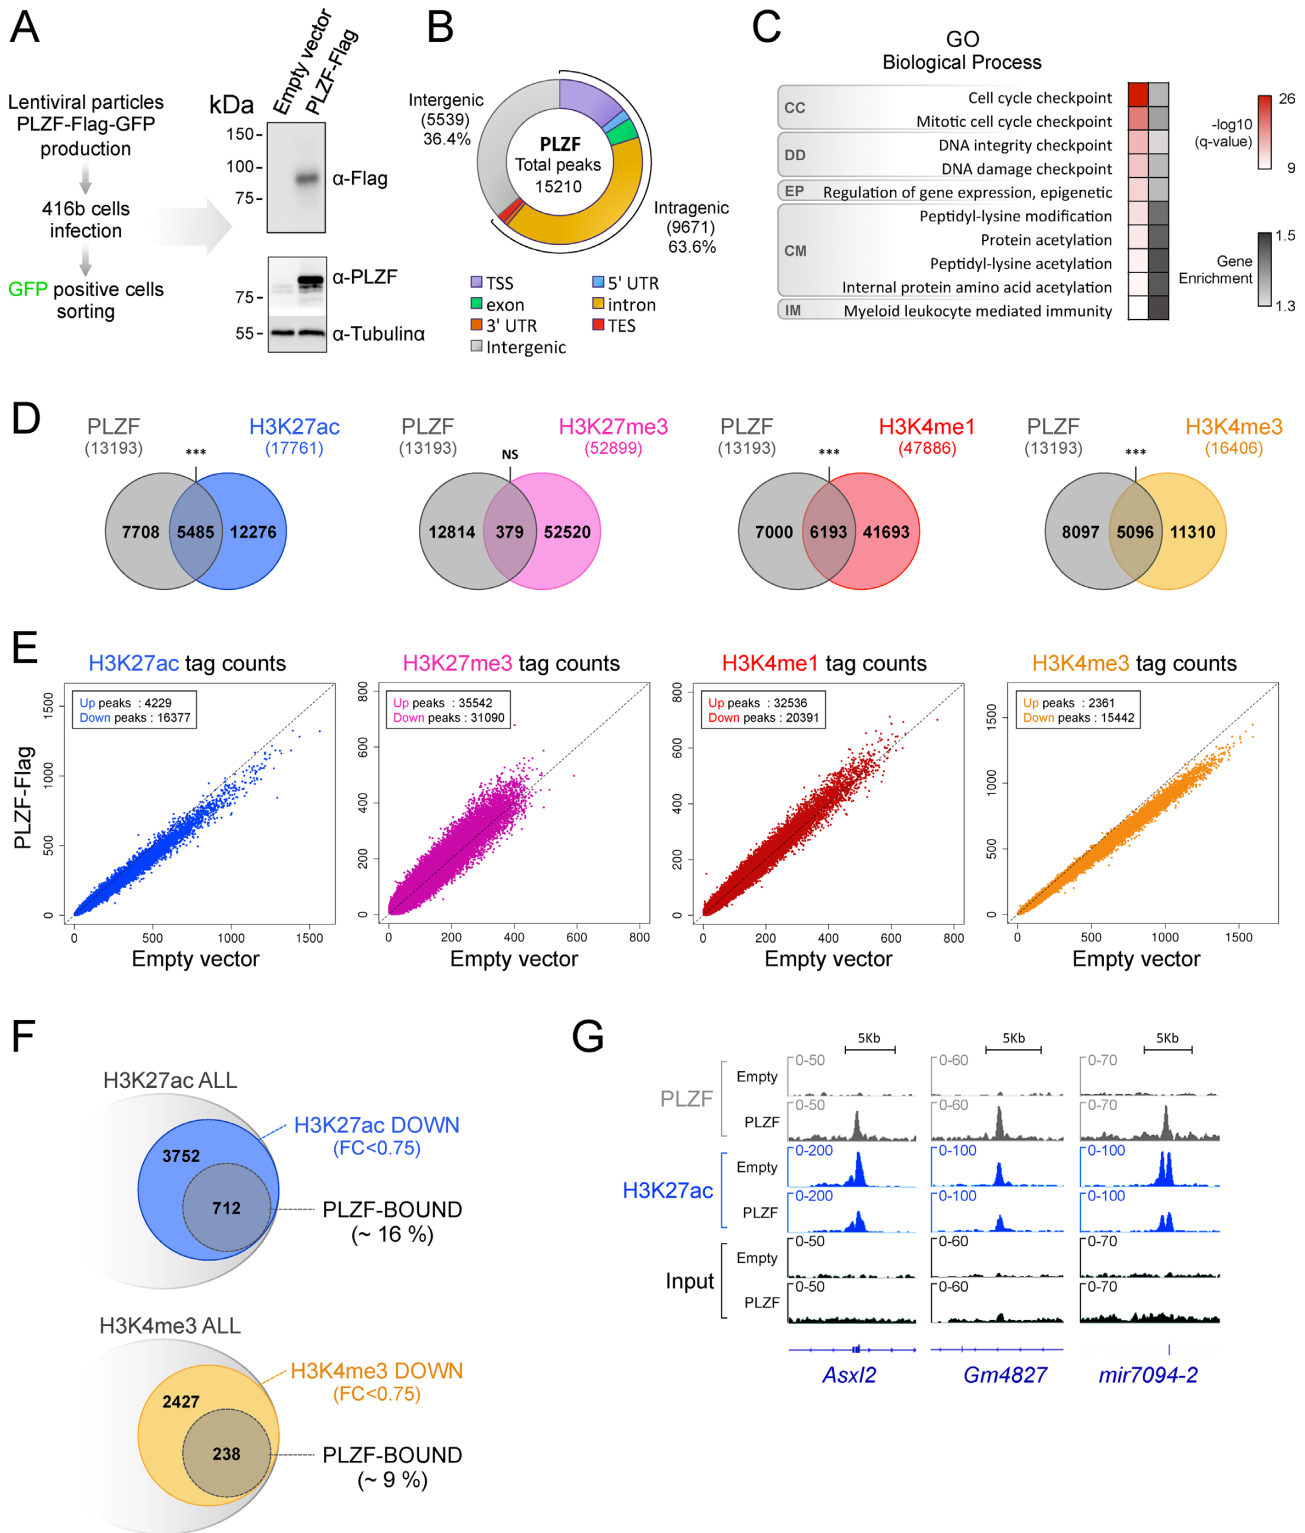 A
Lentiviral particles
PLZF-Flag-GFP
production
416b cells
infection
GFP positive cells
sorting
kDa
Empty vector
PLZF-Flag
150
100
75
α-Flag
75
α-PLZF
55
α-Tubulinα
B
Intergenic
(5539)
36.4%
PLZF
Total peaks
15210
Intragenic
(9671)
63.6%
TSS
5' UTR
exon
intron
3' UTR
TES
Intergenic
C
GO
Biological Process
CC
Cell cycle checkpoint
Mitotic cell cycle checkpoint
DD
DNA integrity checkpoint
DNA damage checkpoint
EP
Regulation of gene expression, epigenetic
CM
Peptidyl-lysine modification
Protein acetylation
Peptidyl-lysine acetylation
Internal protein amino acid acetylation
IM
Myeloid leukocyte mediated immunity
-log10
(q-value)
26
9
Gene
Enrichment
1.5
1.3
D
PLZF
(13193)
H3K27ac
(17761)
***
7708
5485
12276
PLZF
(13193)
H3K27me3
(52899)
NS
12814
379
52520
PLZF
(13193)
H3K4me1
(47886)
***
7000
6193
41693
PLZF
(13193)
H3K4me3
(16406)
***
8097
5096
11310
E
PLZF-Flag
H3K27ac tag counts
Up peaks : 4229
Down peaks : 16377
1500
1000
500
0
0
500
1000
1500
Empty vector
H3K27me3 tag counts
Up peaks : 35542
Down peaks : 31090
800
600
400
200
0
0
200
400
600
800
Empty vector
H3K4me1 tag counts
Up peaks : 32536
Down peaks : 20391
800
600
400
200
0
0
200
400
600
800
Empty vector
H3K4me3 tag counts
Up peaks : 2361
Down peaks : 15442
1500
1000
500
0
0
500
1000
1500
Empty vector
F
H3K27ac ALL
H3K27ac DOWN
(FC<0.75)
3752
712
PLZF-BOUND
(~ 16 %)
H3K4me3 ALL
H3K4me3 DOWN
(FC<0.75)
2427
238
PLZF-BOUND
(~ 9 %)
G
5Kb
5Kb
5Kb
PLZF
Empty
0-50
0-60
0-70
PLZF
0-50
0-60
0-70
H3K27ac
Empty
0-200
0-100
0-100
PLZF
0-200
0-100
0-100
Input
Empty
0-50
0-60
0-70
PLZF
0-50
0-60
0-70
Asxl2
Gm4827
mir7094-2